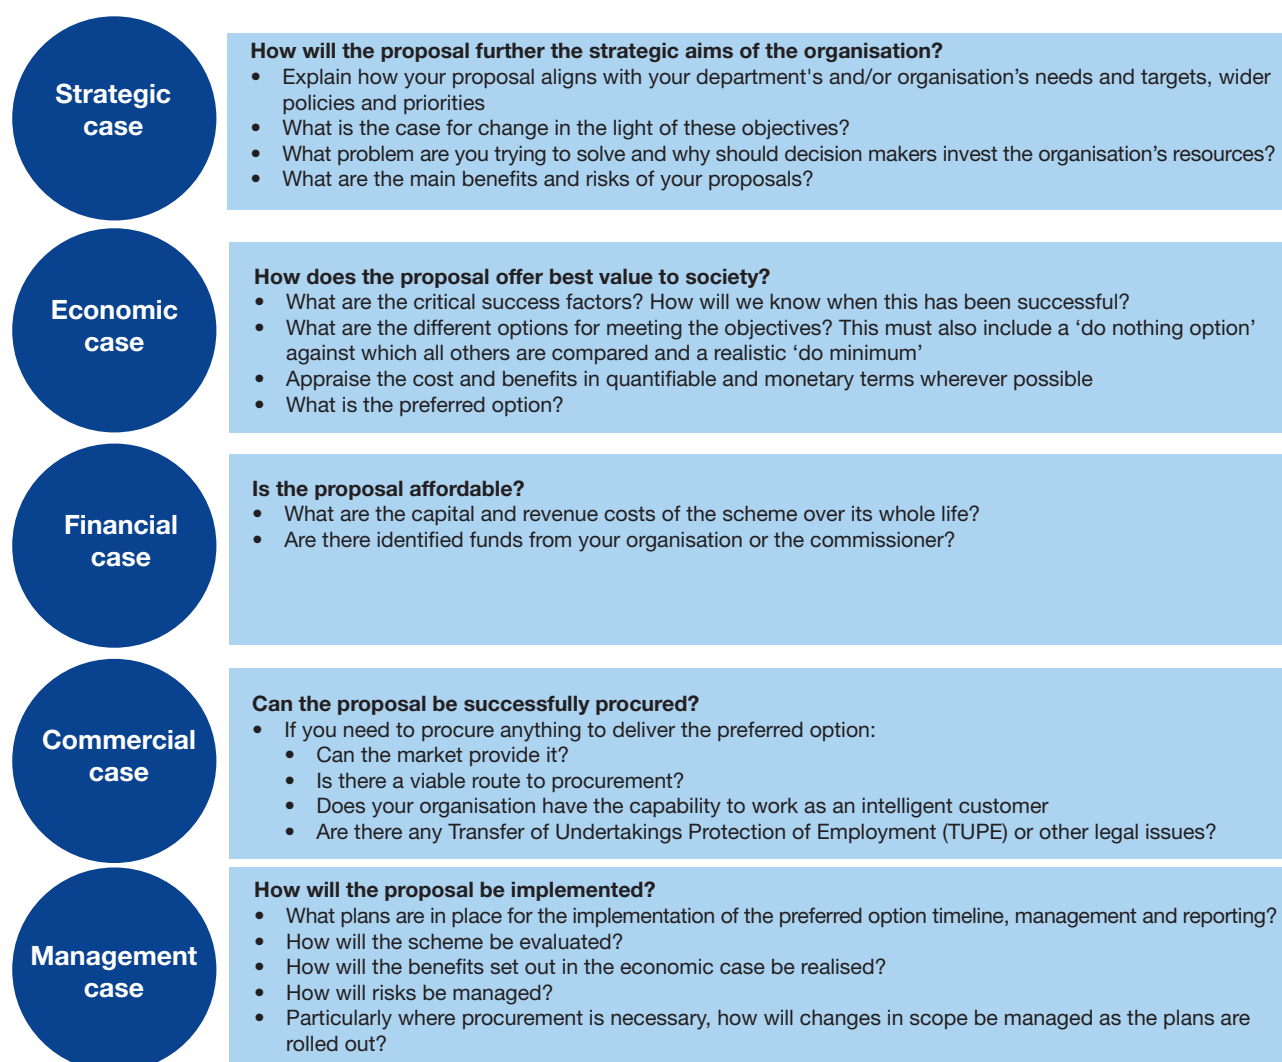 Strategic
case
How will the proposal further the strategic aims of the organisation?
• Explain how your proposal aligns with your department's and/or organisation’s needs and targets, wider
policies and priorities
• What is the case for change in the light of these objectives?
• What problem are you trying to solve and why should decision makers invest the organisation’s resources?
• What are the main benefits and risks of your proposals?
Economic
case
How does the proposal offer best value to society?
• What are the critical success factors? How will we know when this has been successful?
• What are the different options for meeting the objectives? This must also include a ‘do nothing option’
against which all others are compared and a realistic ‘do minimum’
• Appraise the cost and benefits in quantifiable and monetary terms wherever possible
• What is the preferred option?
Financial
case
Is the proposal affordable?
• What are the capital and revenue costs of the scheme over its whole life?
• Are there identified funds from your organisation or the commissioner?
Commercial
case
Can the proposal be successfully procured?
• If you need to procure anything to deliver the preferred option:
• Can the market provide it?
• Is there a viable route to procurement?
• Does your organisation have the capability to work as an intelligent customer
• Are there any Transfer of Undertakings Protection of Employment (TUPE) or other legal issues?
Management
case
How will the proposal be implemented?
• What plans are in place for the implementation of the preferred option timeline, management and reporting?
• How will the scheme be evaluated?
• How will the benefits set out in the economic case be realised?
• How will risks be managed?
• Particularly where procurement is necessary, how will changes in scope be managed as the plans are
rolled out?